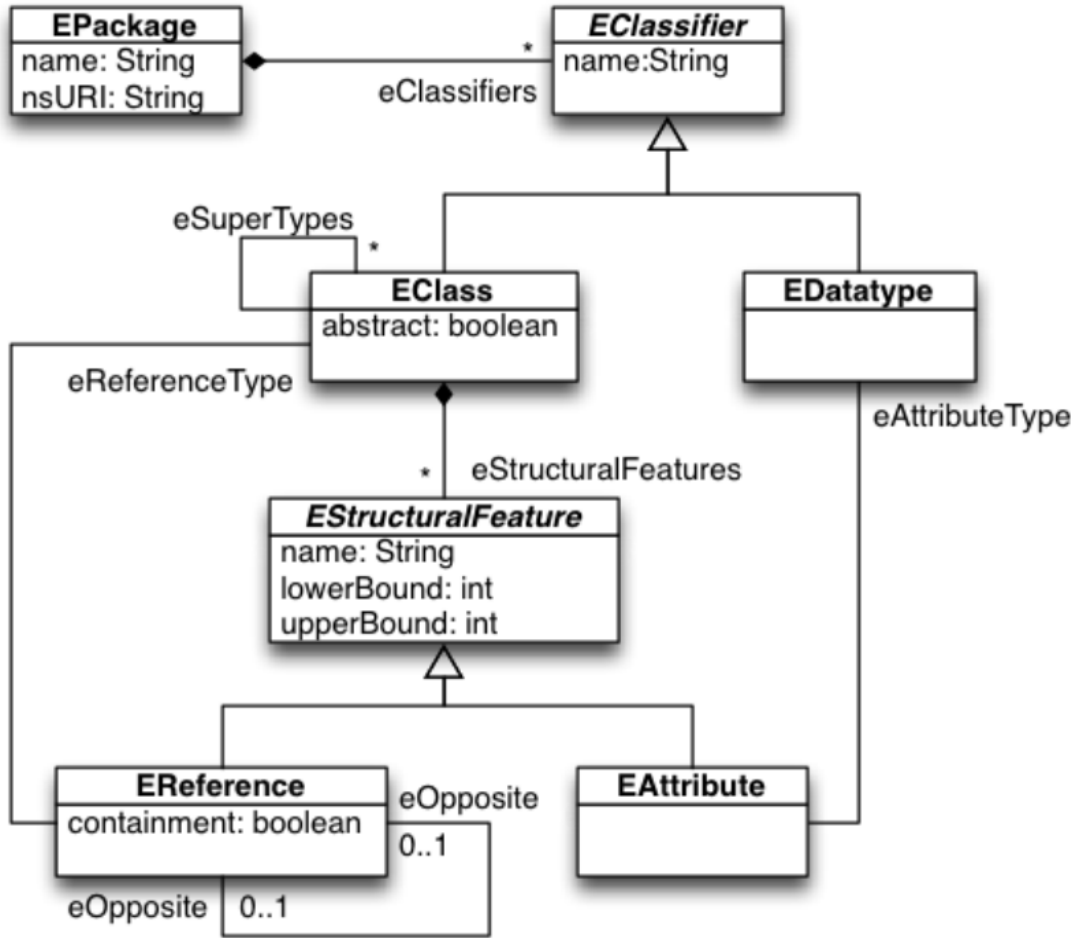 EPackage
name: String
nsURI: String
*
eClassifiers
EClassifier
name:String
eSuperTypes
*
EClass
abstract: boolean
EDatatype
eReferenceType
eAttributeType
*
eStructuralFeatures
EStructuralFeature
name: String
lowerBound: int
upperBound: int
EReference
containment: boolean
eOpposite
0..1
eOpposite
0..1
EAttribute